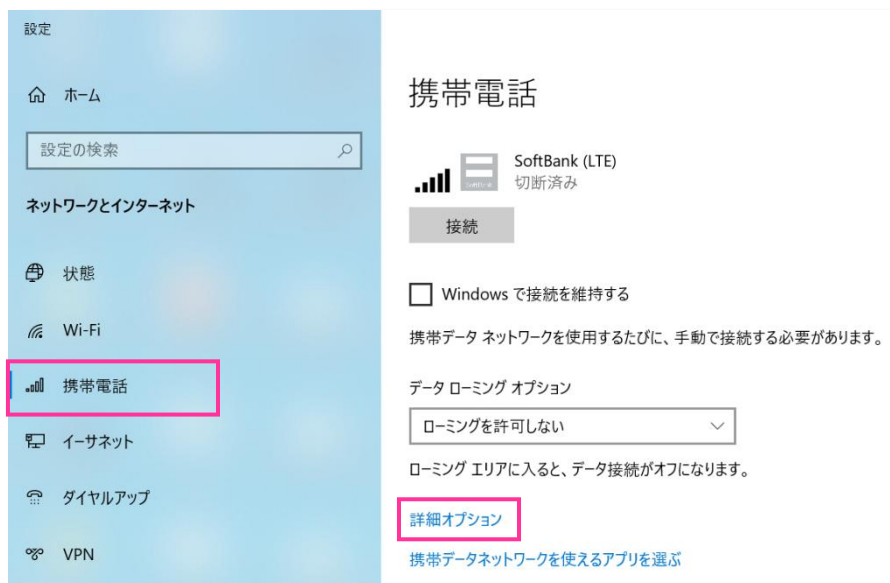 設定
ホーム
設定の検索
ネットワークとインターネット
状態
Wi-Fi
携帯電話
イーサネット
ダイヤルアップ
VPN
携帯電話
SoftBank (LTE)
切断済み
接続
Windows で接続を維持する
携帯データ ネットワークを使用するたびに、手動で接続する必要があります。
データ ローミング オプション
ローミングを許可しない
ローミング エリアに入ると、データ接続がオフになります。
詳細オプション
携帯データネットワークを使えるアプリを選ぶ